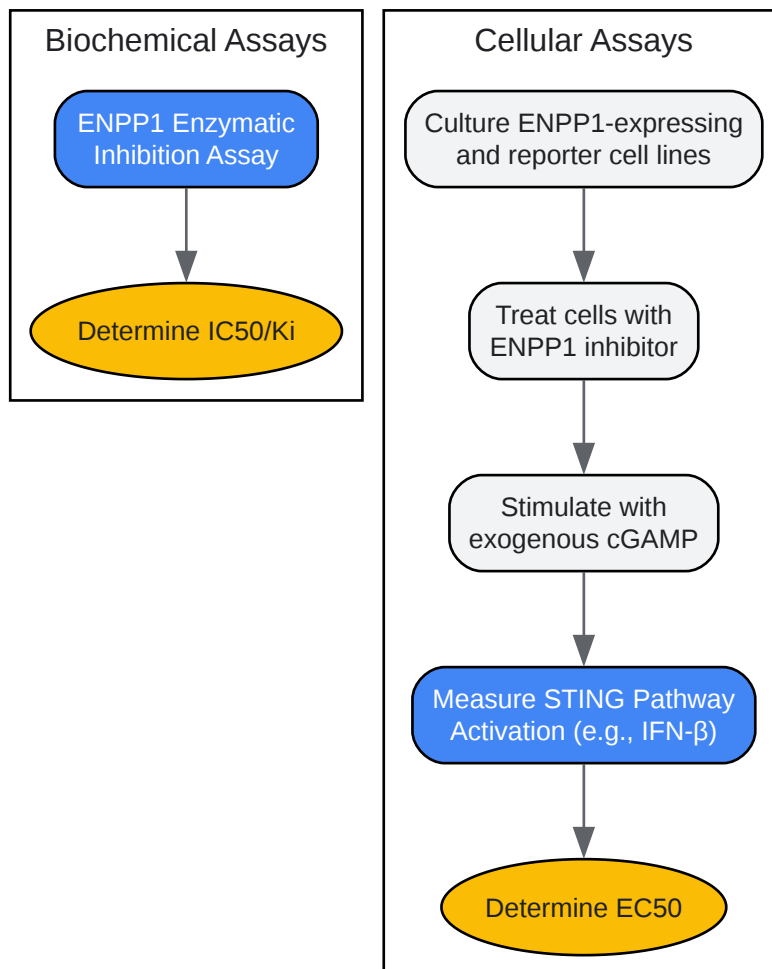 Biochemical Assays
ENPP1 Enzymatic
Inhibition Assay
Determine IC50/Ki
Cellular Assays
Culture ENPP1-expressing
and reporter cell lines
Treat cells with
ENPP1 inhibitor
Stimulate with
exogenous cGAMP
Measure STING Pathway
Activation (e.g., IFN-β)
Determine EC50